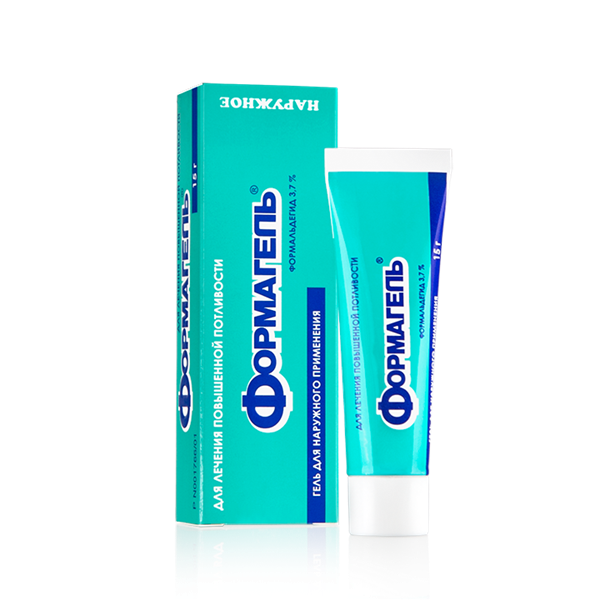 НАРУЖНОЕ
ДЛЯ ЛЕЧЕНИЯ ПОВЫШЕННОЙ ПОТЛИВОСТИ
ФОРМАГЕЛЬ®
ФОРМАЛЬДЕГИД 3,7 %
ГЕЛЬ ДЛЯ НАРУЖНОГО ПРИМЕНЕНИЯ
15 г
ФОРМАГЕЛЬ
ДЛЯ ЛЕЧЕНИЯ ПОВЫШЕННОЙ ПОТЛИВОСТИ
ФОРМАГЕЛЬ®
ФОРМАЛЬДЕГИД 3,7 %
15 г